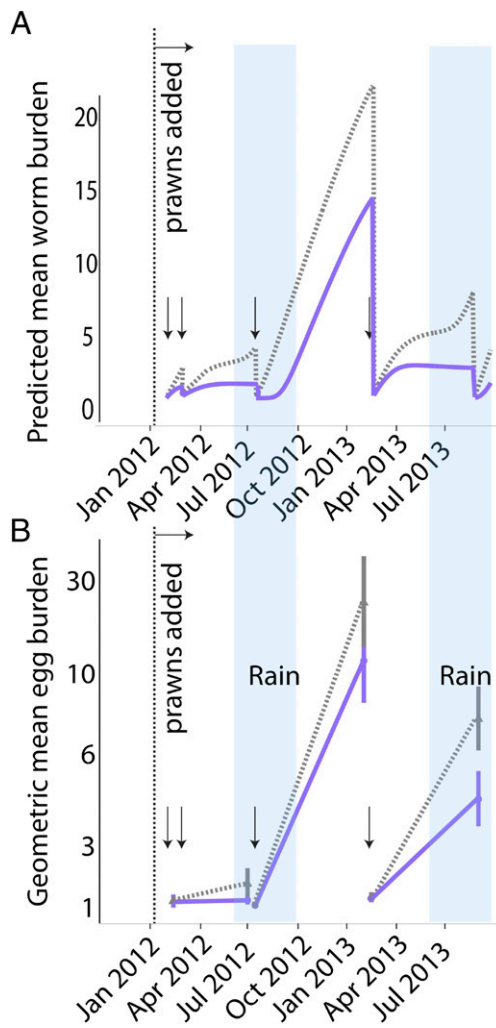 A
prawns added
Predicted mean worm burden
20
15
10
5
0
Jan 2012
Apr 2012
Jul 2012
Oct 2012
Jan 2013
Apr 2013
Jul 2013
B
prawns added
Geometric mean egg burden
30
10
6
3
1
Rain
Rain
Jan 2012
Apr 2012
Jul 2012
Oct 2012
Jan 2013
Apr 2013
Jul 2013